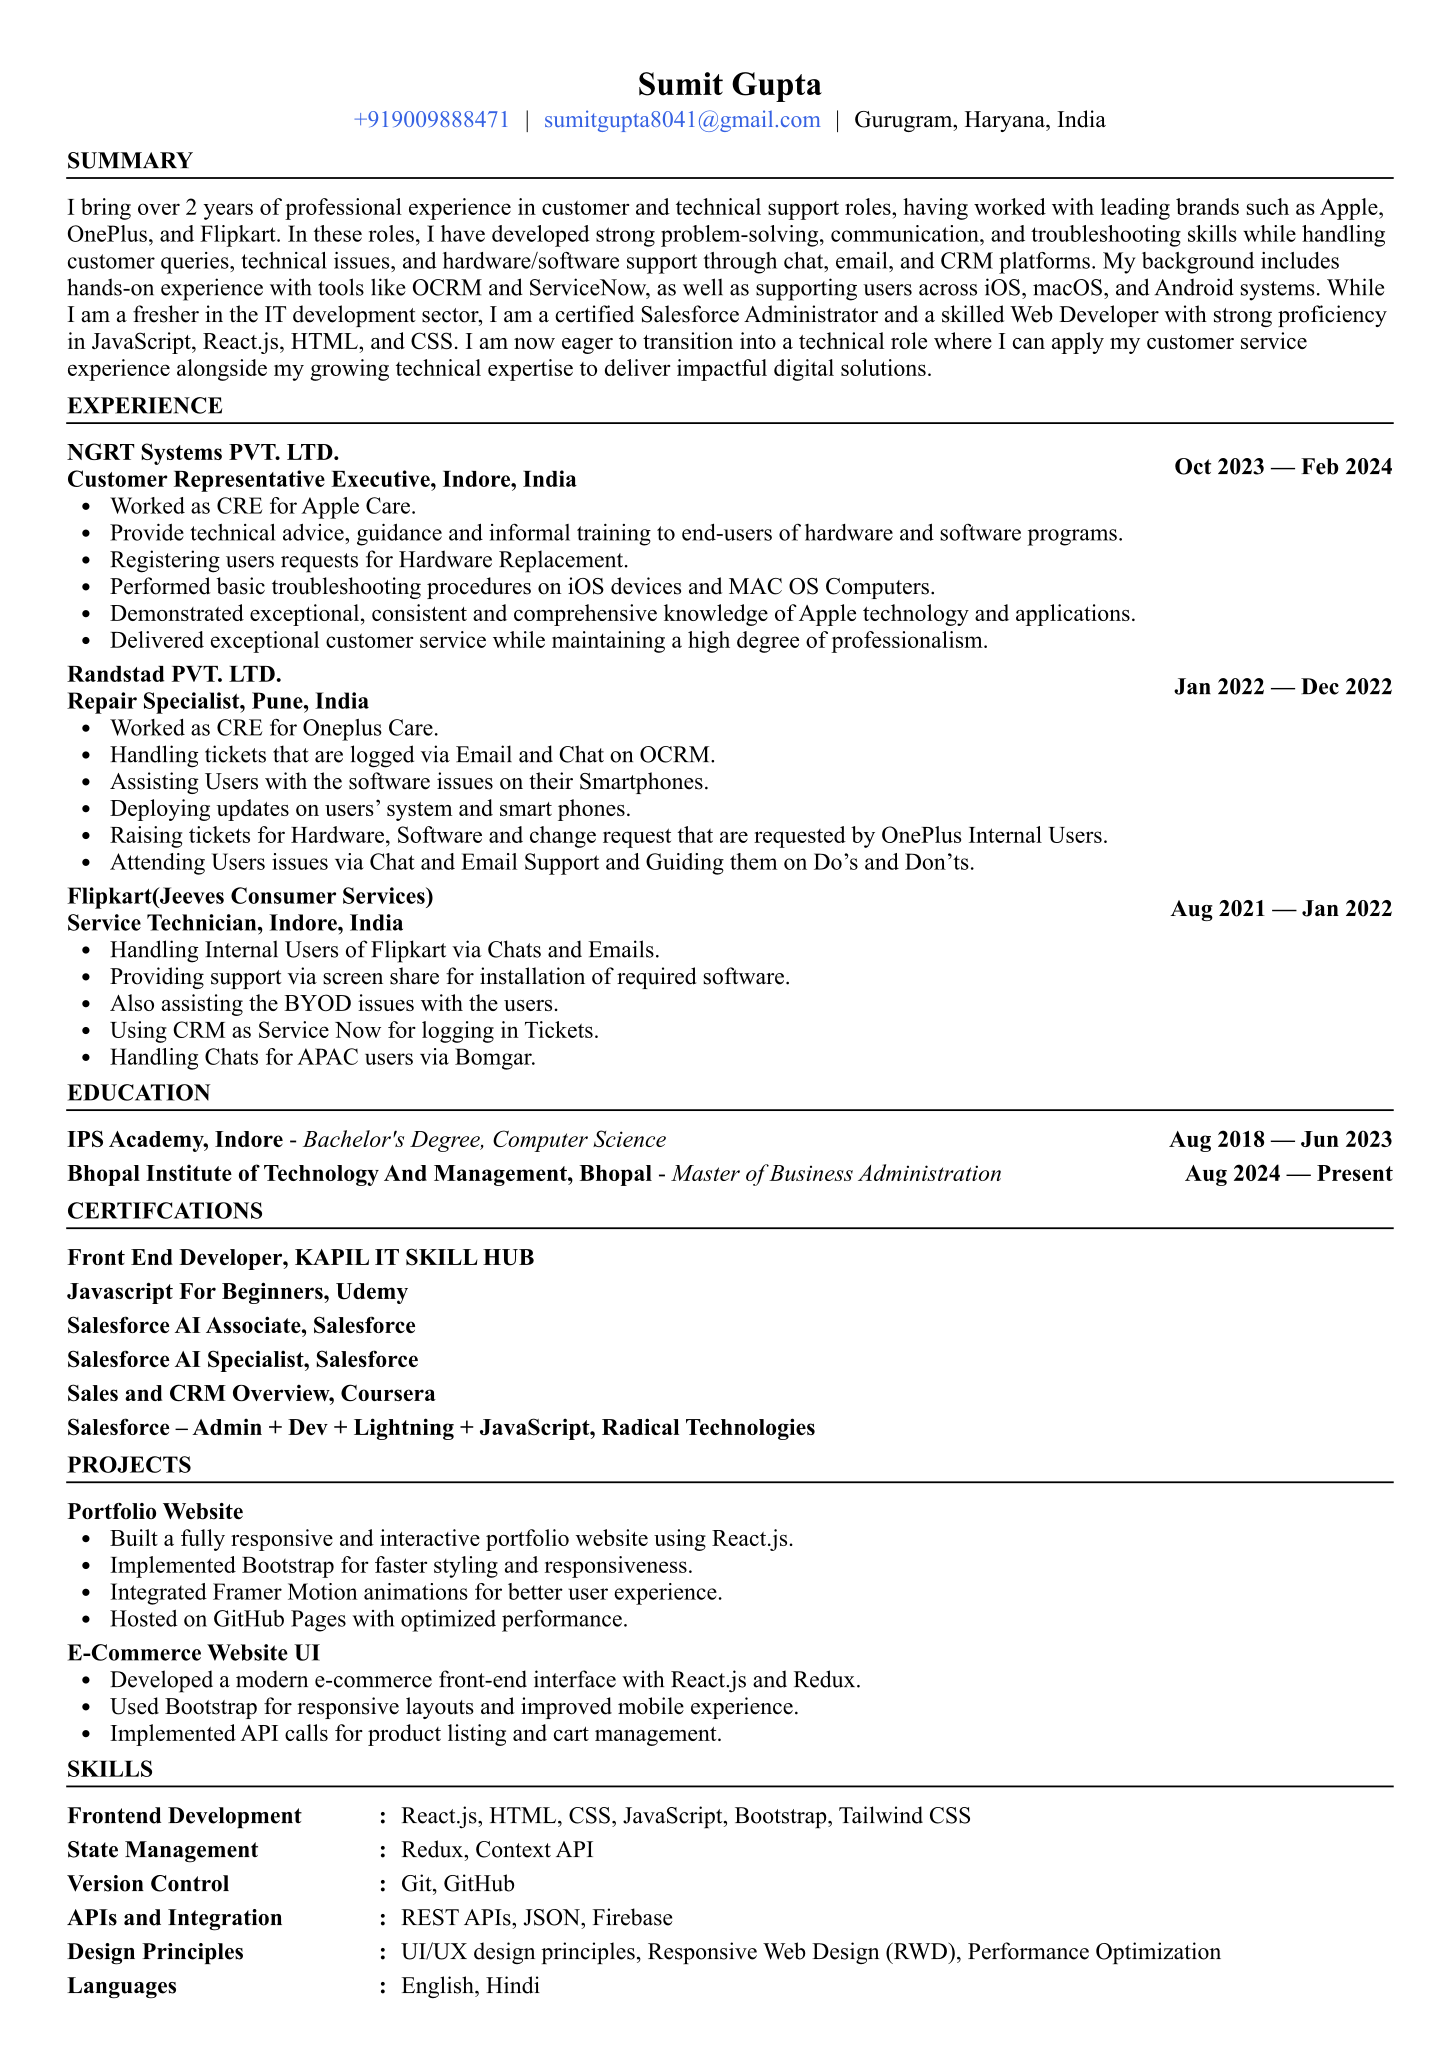 Sumit Gupta
+919009888471 | sumitgupta8041@gmail.com | Gurugram, Haryana, India
SUMMARY
I bring over 2 years of professional experience in customer and technical support roles, having worked with leading brands such as Apple,
OnePlus, and Flipkart. In these roles, I have developed strong problem-solving, communication, and troubleshooting skills while handling
customer queries, technical issues, and hardware/software support through chat, email, and CRM platforms. My background includes
hands-on experience with tools like OCRM and ServiceNow, as well as supporting users across iOS, macOS, and Android systems. While
I am a fresher in the IT development sector, I am a certified Salesforce Administrator and a skilled Web Developer with strong proficiency
in JavaScript, React.js, HTML, and CSS. I am now eager to transition into a technical role where I can apply my customer service
experience alongside my growing technical expertise to deliver impactful digital solutions.
EXPERIENCE
NGRT Systems PVT. LTD.
Oct 2023 — Feb 2024
Customer Representative Executive, Indore, India
• Worked as CRE for Apple Care.
• Provide technical advice, guidance and informal training to end-users of hardware and software programs.
• Registering users requests for Hardware Replacement.
• Performed basic troubleshooting procedures on iOS devices and MAC OS Computers.
• Demonstrated exceptional, consistent and comprehensive knowledge of Apple technology and applications.
• Delivered exceptional customer service while maintaining a high degree of professionalism.
Randstad PVT. LTD.
Jan 2022 — Dec 2022
Repair Specialist, Pune, India
• Worked as CRE for Oneplus Care.
• Handling tickets that are logged via Email and Chat on OCRM.
• Assisting Users with the software issues on their Smartphones.
• Deploying updates on users’ system and smart phones.
• Raising tickets for Hardware, Software and change request that are requested by OnePlus Internal Users.
• Attending Users issues via Chat and Email Support and Guiding them on Do’s and Don’ts.
Flipkart(Jeeves Consumer Services)
Aug 2021 — Jan 2022
Service Technician, Indore, India
• Handling Internal Users of Flipkart via Chats and Emails.
• Providing support via screen share for installation of required software.
• Also assisting the BYOD issues with the users.
• Using CRM as Service Now for logging in Tickets.
• Handling Chats for APAC users via Bomgar.
EDUCATION
IPS Academy, Indore - Bachelor's Degree, Computer Science Aug 2018 — Jun 2023
Bhopal Institute of Technology And Management, Bhopal - Master of Business Administration Aug 2024 — Present
CERTIFCATIONS
Front End Developer, KAPIL IT SKILL HUB
Javascript For Beginners, Udemy
Salesforce AI Associate, Salesforce
Salesforce AI Specialist, Salesforce
Sales and CRM Overview, Coursera
Salesforce – Admin + Dev + Lightning + JavaScript, Radical Technologies
PROJECTS
Portfolio Website
• Built a fully responsive and interactive portfolio website using React.js.
• Implemented Bootstrap for faster styling and responsiveness.
• Integrated Framer Motion animations for better user experience.
• Hosted on GitHub Pages with optimized performance.
E-Commerce Website UI
• Developed a modern e-commerce front-end interface with React.js and Redux.
• Used Bootstrap for responsive layouts and improved mobile experience.
• Implemented API calls for product listing and cart management.
SKILLS
Frontend Development : React.js, HTML, CSS, JavaScript, Bootstrap, Tailwind CSS
State Management : Redux, Context API
Version Control : Git, GitHub
APIs and Integration : REST APIs, JSON, Firebase
Design Principles : UI/UX design principles, Responsive Web Design (RWD), Performance Optimization
Languages : English, Hindi